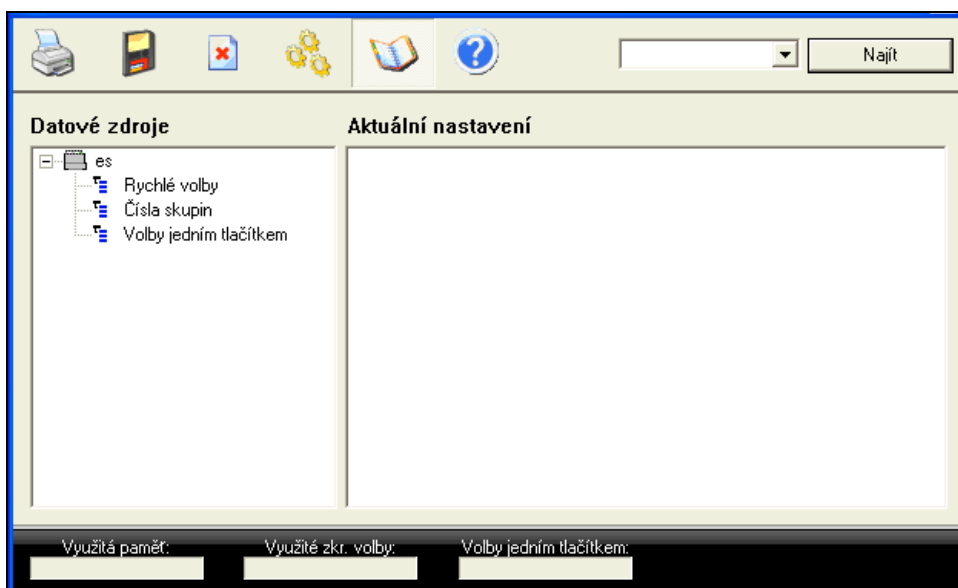 Najít
Datové zdroje
Aktuální nastavení
es
Rychlé volby
Čísla skupin
Volby jedním tlačítkem
Využitá paměť:
Využité zkr. volby:
Volby jedním tlačítkem: